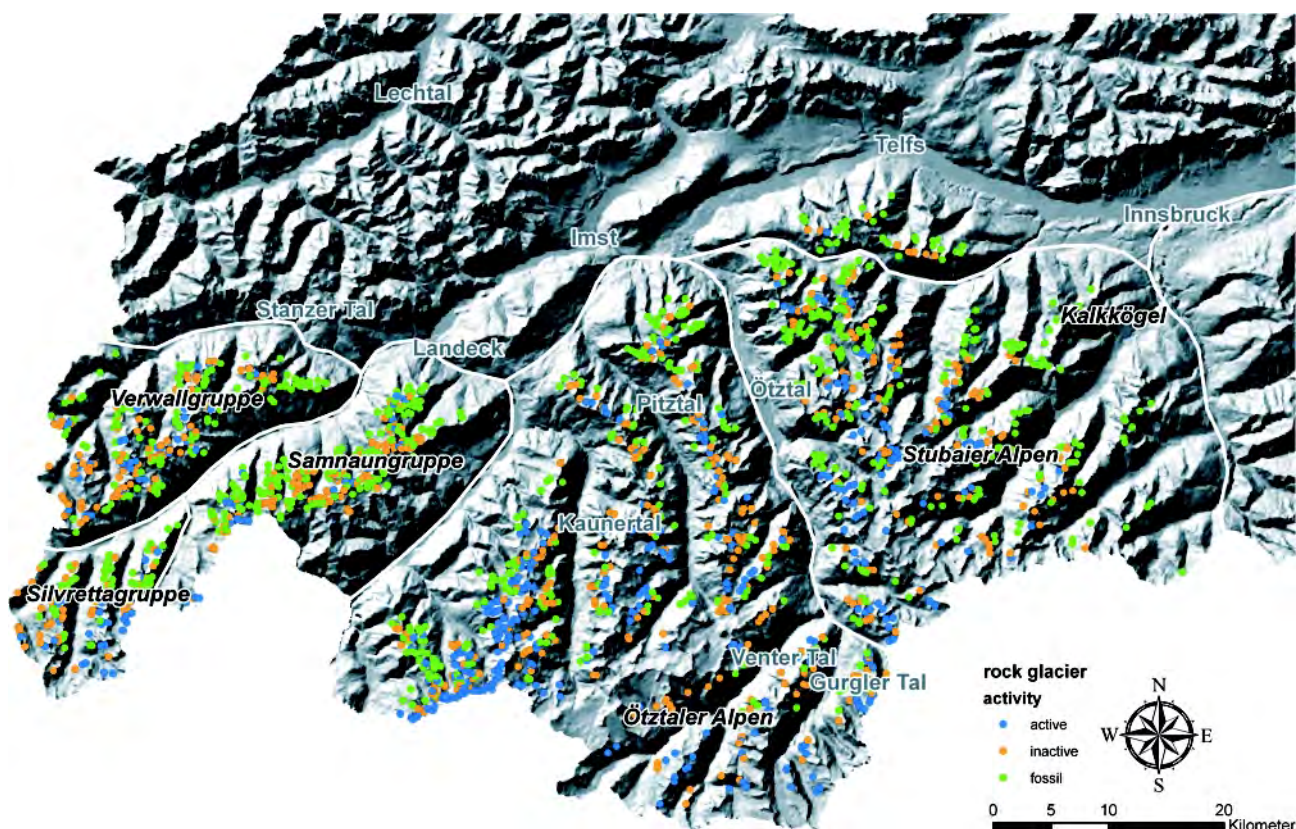 Lechtal
Telfs
Innsbruck
Imst
Stanzer Tal
Kalkkögel
Landeck
Verwallgruppe
Pitztal
Ötztal
Samnaungruppe
Stubaier Alpen
Kaunertal
Silvrettagruppe
Venter Tal
Gurgler Tal
Ötztaler Alpen
rock glacier
activity
active
inactive
fossil
N
W E
S
0 5 10 20
Kilometer